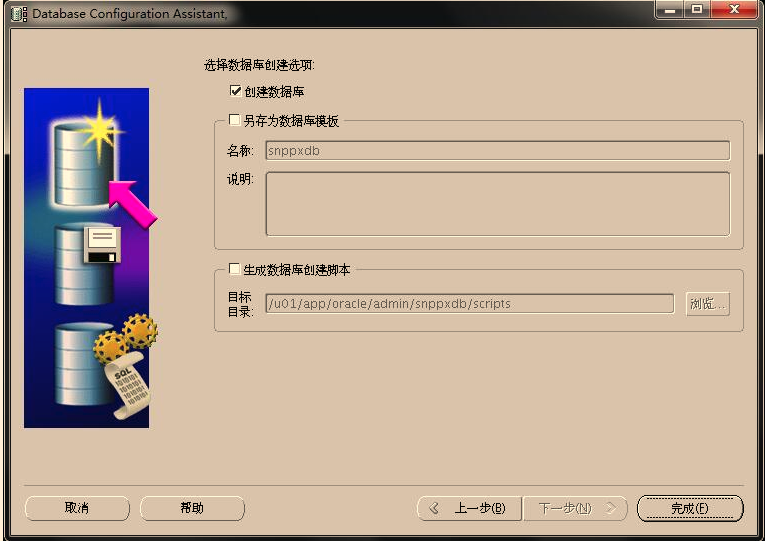 Database Configuration Assistant,
选择数据库创建选项:
创建数据库
另存为数据库模板
名称: snppxdb
说明:
生成数据库创建脚本
目标
目录: /u01/app/oracle/admin/snppxdb/scripts 浏览...
SQL
取消 帮助 上一步(B) 下一步(N) 完成(F)